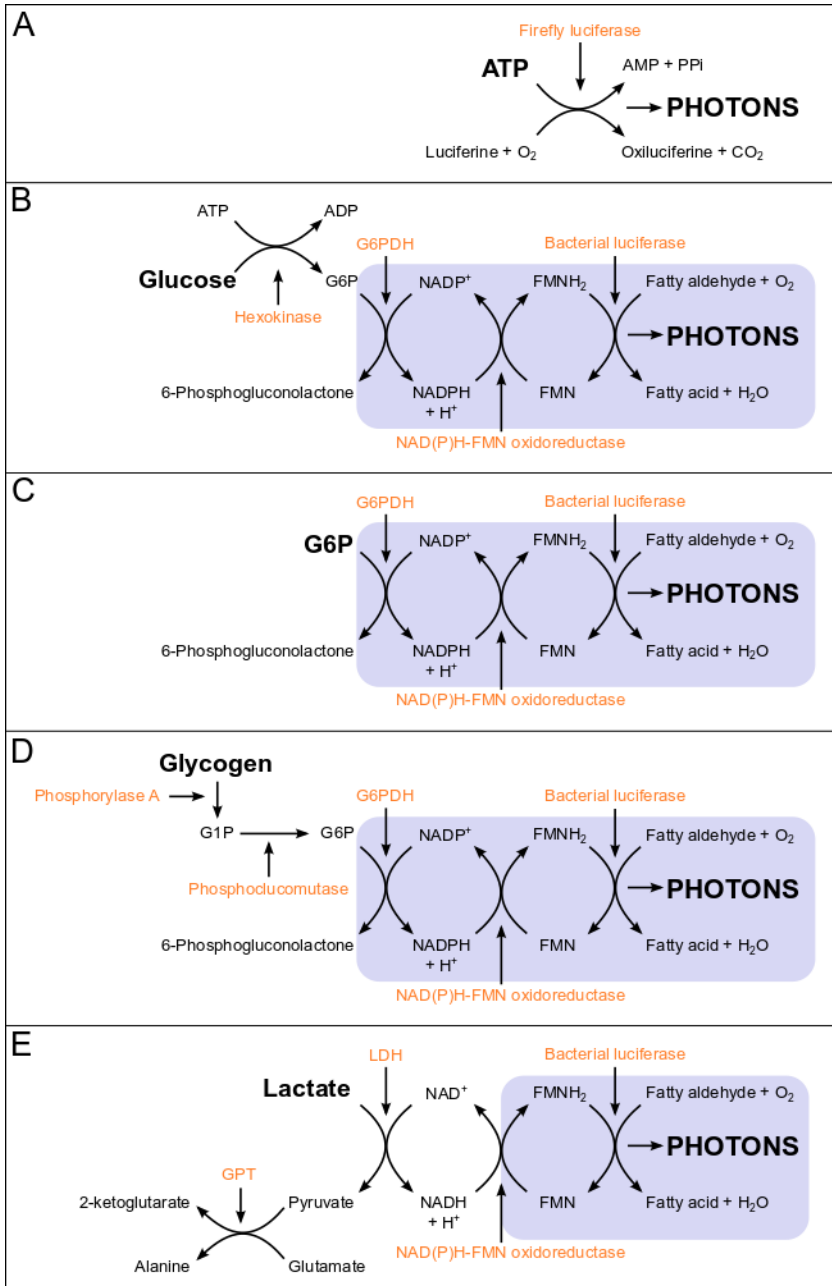 A
Firefly luciferase
ATP
AMP + PPi
PHOTONS
Luciferine + O₂
Oxiluciferine + CO₂
B
ATP
ADP
G6PDH
Bacterial luciferase
Glucose
G6P
NADP⁺
FMNH₂
Fatty aldehyde + O₂
Hexokinase
PHOTONS
6-Phosphogluconolactone
NADPH
+ H⁺
FMN
Fatty acid + H₂O
NAD(P)H-FMN oxidoreductase
C
G6PDH
Bacterial luciferase
G6P
NADP⁺
FMNH₂
Fatty aldehyde + O₂
PHOTONS
6-Phosphogluconolactone
NADPH
+ H⁺
FMN
Fatty acid + H₂O
NAD(P)H-FMN oxidoreductase
D
Glycogen
Phosphorylase A
G6PDH
Bacterial luciferase
G1P
G6P
NADP⁺
FMNH₂
Fatty aldehyde + O₂
Phosphoclucomutase
PHOTONS
6-Phosphogluconolactone
NADPH
+ H⁺
FMN
Fatty acid + H₂O
NAD(P)H-FMN oxidoreductase
E
LDH
Bacterial luciferase
Lactate
NAD⁺
FMNH₂
Fatty aldehyde + O₂
PHOTONS
GPT
2-ketoglutarate
Pyruvate
NADH
+ H⁺
FMN
Fatty acid + H₂O
NAD(P)H-FMN oxidoreductase
Alanine
Glutamate